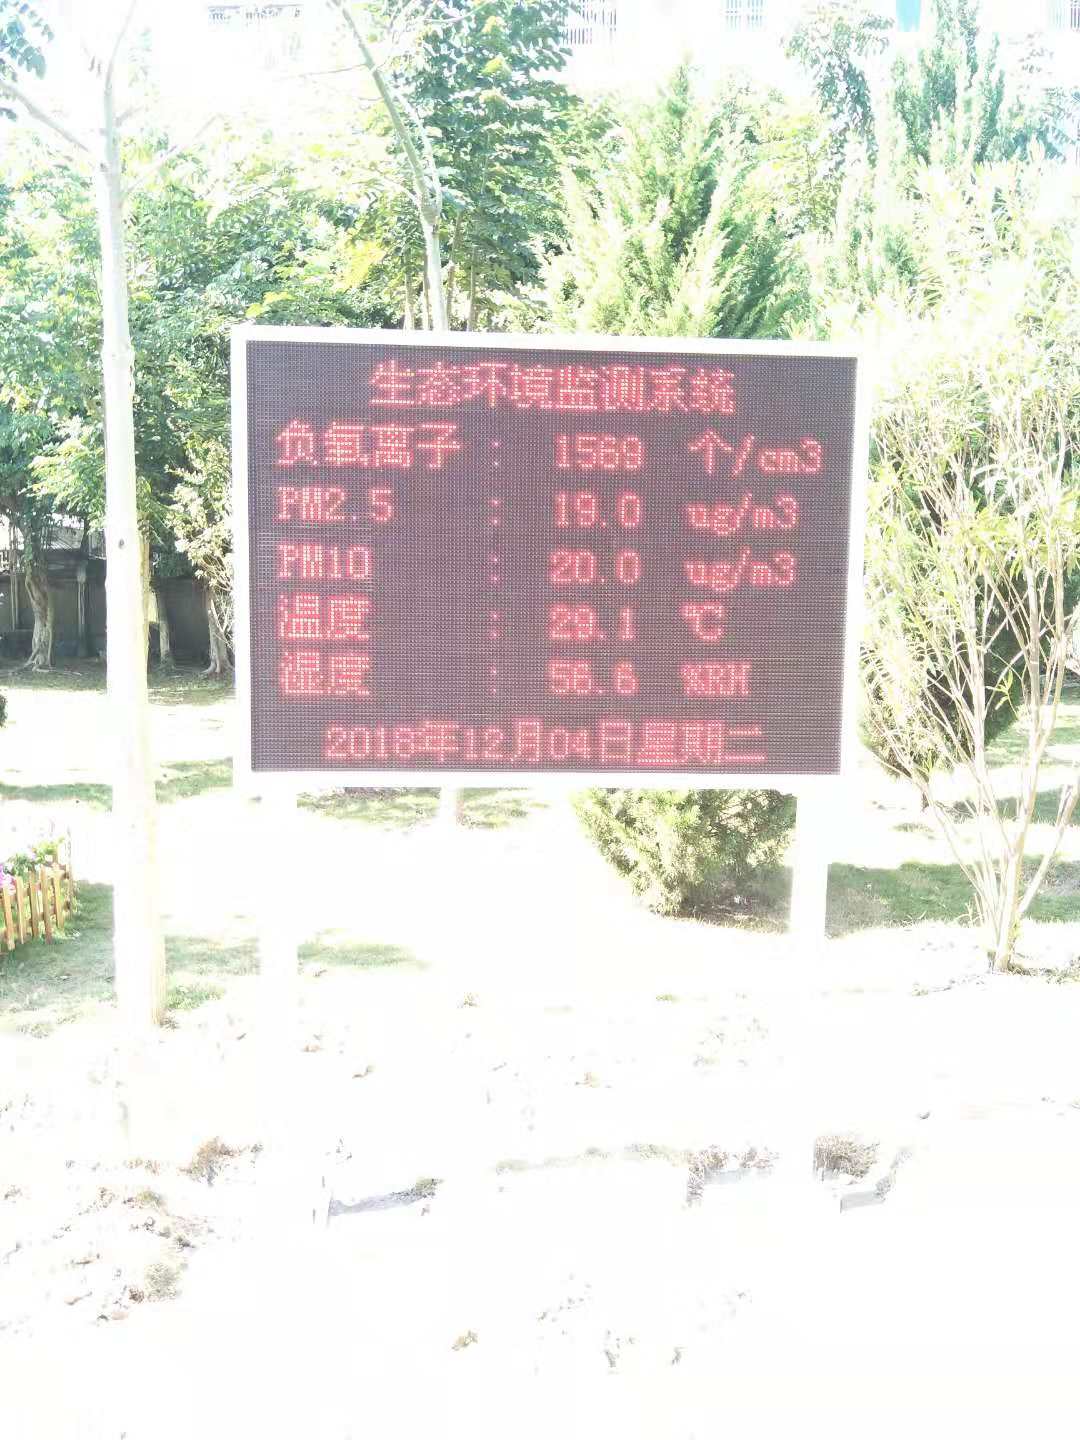 生态环境监测系统
负氧离子 : 1569 个/cm3
PM2.5 : 19.0 ug/m3
PM10 : 20.0 ug/m3
温度 : 29.1 ℃
湿度 : 56.6 %RH
2018年12月04日星期二